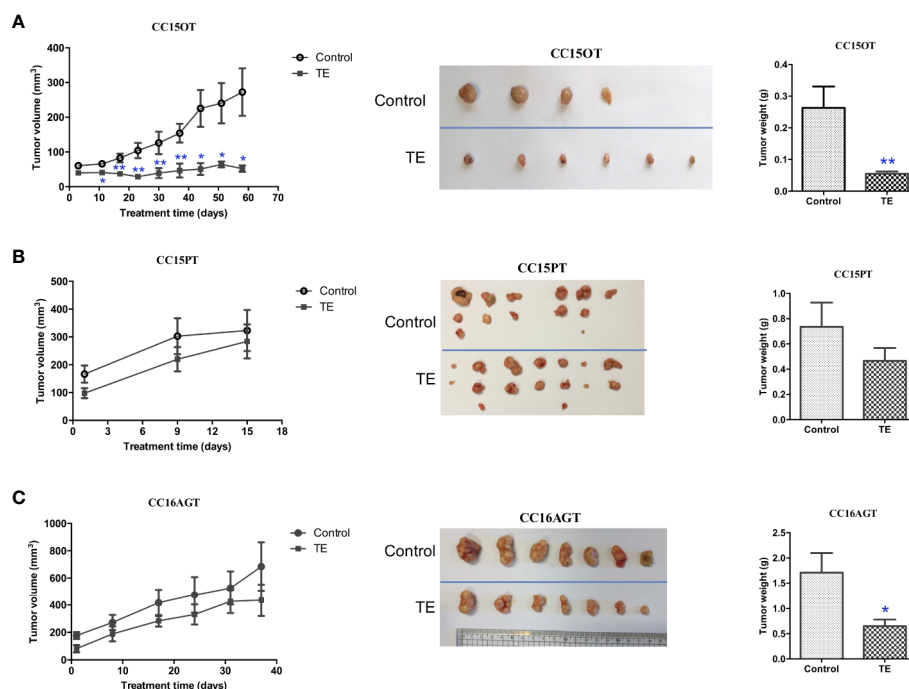 A
CC15OT
Control
TE
Tumor volume (mm³)
400
300
200
100
0
0 10 20 30 40 50 60 70
Treatment time (days)
* ** ** ** ** * * *
CC15OT
Control
TE
CC15OT
Tumor weight (g)
0.4
0.3
0.2
0.1
0.0
**
Control TE
B
CC15PT
Control
TE
Tumor volume (mm³)
500
400
300
200
100
0
0 3 6 9 12 15 18
Treatment time (days)
CC15PT
Control
TE
CC15PT
Tumor weight (g)
1.0
0.8
0.6
0.4
0.2
0.0
Control TE
C
CC16AGT
Control
TE
Tumor volume (mm³)
1000
800
600
400
200
0
0 10 20 30 40
Treatment time (days)
CC16AGT
Control
TE
CC16AGT
Tumor weight (g)
2.5
2.0
1.5
1.0
0.5
0.0
*
Control TE